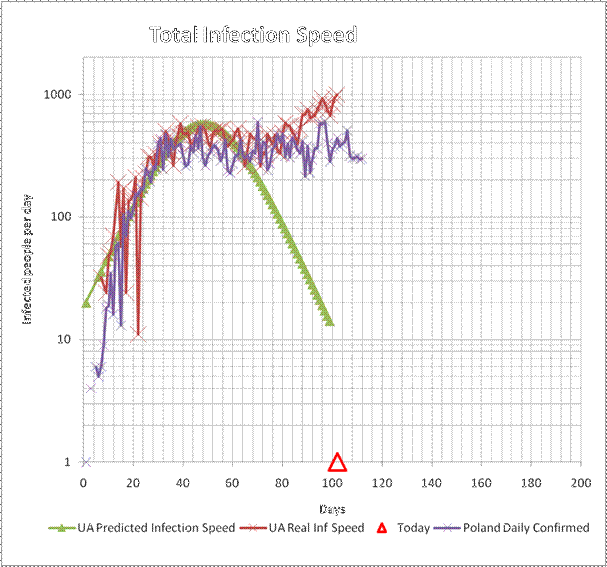 Total Infection Speed
1000
100
10
1
Infected people per day
0 20 40 60 80 100 120 140 160 180 200
Days
UA Predicted Infection Speed UA Real Inf Speed Today Poland Daily Confirmed